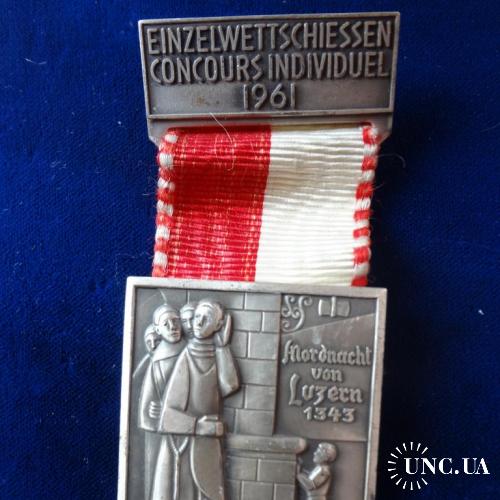 EINZELWETTSCHIESSEN
CONCOURS INDIVIDUEL
1961
Mordnacht
von
Luzern
1343
UNC.UA